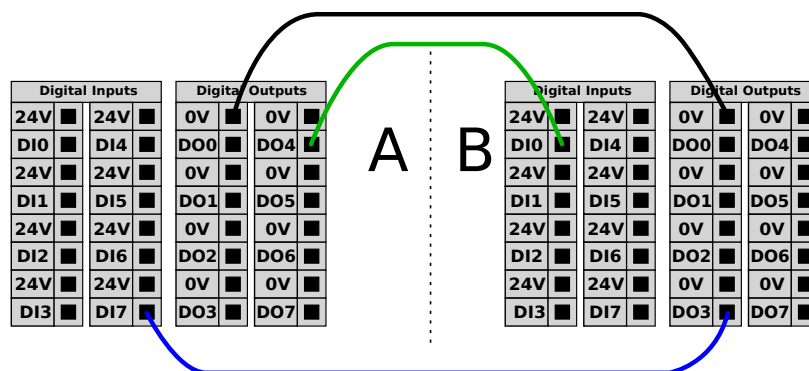 Digital Inputs
24V 24V
DI0 DI4
24V 24V
DI1 DI5
24V 24V
DI2 DI6
24V 24V
DI3 DI7
Digital Outputs
0V 0V
DO0 DO4
0V 0V
DO1 DO5
0V 0V
DO2 DO6
0V 0V
DO3 DO7
A
B
Digital Inputs
24V 24V
DI0 DI4
24V 24V
DI1 DI5
24V 24V
DI2 DI6
24V 24V
DI3 DI7
Digital Outputs
0V 0V
DO0 DO4
0V 0V
DO1 DO5
0V 0V
DO2 DO6
0V 0V
DO3 DO7